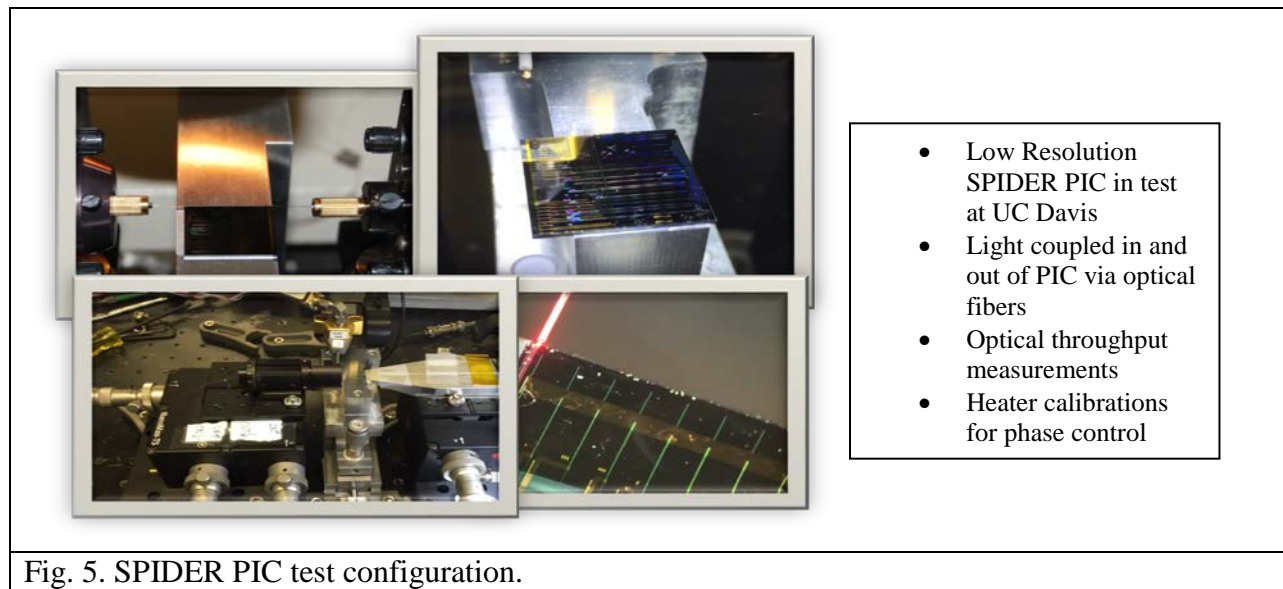 • Low Resolution
SPIDER PIC in test
at UC Davis
• Light coupled in and
out of PIC via optical
fibers
• Optical throughput
measurements
• Heater calibrations
for phase control
Fig. 5. SPIDER PIC test configuration.